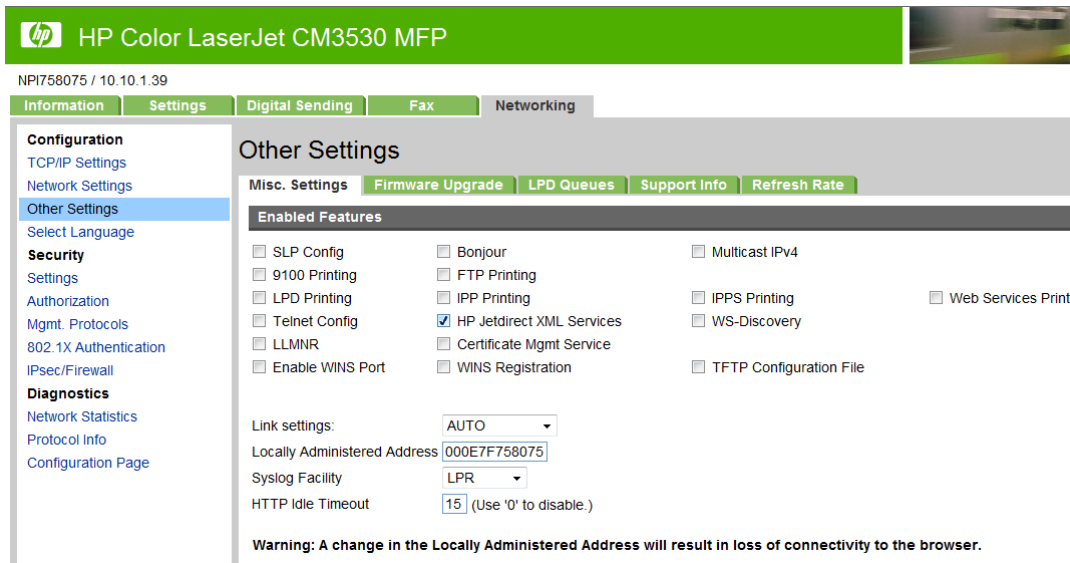 hp HP Color LaserJet CM3530 MFP
NPI758075 / 10.10.1.39
Information Settings Digital Sending Fax Networking
Configuration
TCP/IP Settings
Network Settings
Other Settings
Select Language
Security
Settings
Authorization
Mgmt. Protocols
802.1X Authentication
IPsec/Firewall
Diagnostics
Network Statistics
Protocol Info
Configuration Page
Other Settings
Misc. Settings Firmware Upgrade LPD Queues Support Info Refresh Rate
Enabled Features
SLP Config Bonjour Multicast IPv4
9100 Printing FTP Printing
LPD Printing IPP Printing IPPS Printing Web Services Print
Telnet Config HP Jetdirect XML Services WS-Discovery
LLMNR Certificate Mgmt Service
Enable WINS Port WINS Registration TFTP Configuration File
Link settings: AUTO
Locally Administered Address 000E7F758075
Syslog Facility LPR
HTTP Idle Timeout 15 (Use '0' to disable.)
Warning: A change in the Locally Administered Address will result in loss of connectivity to the browser.